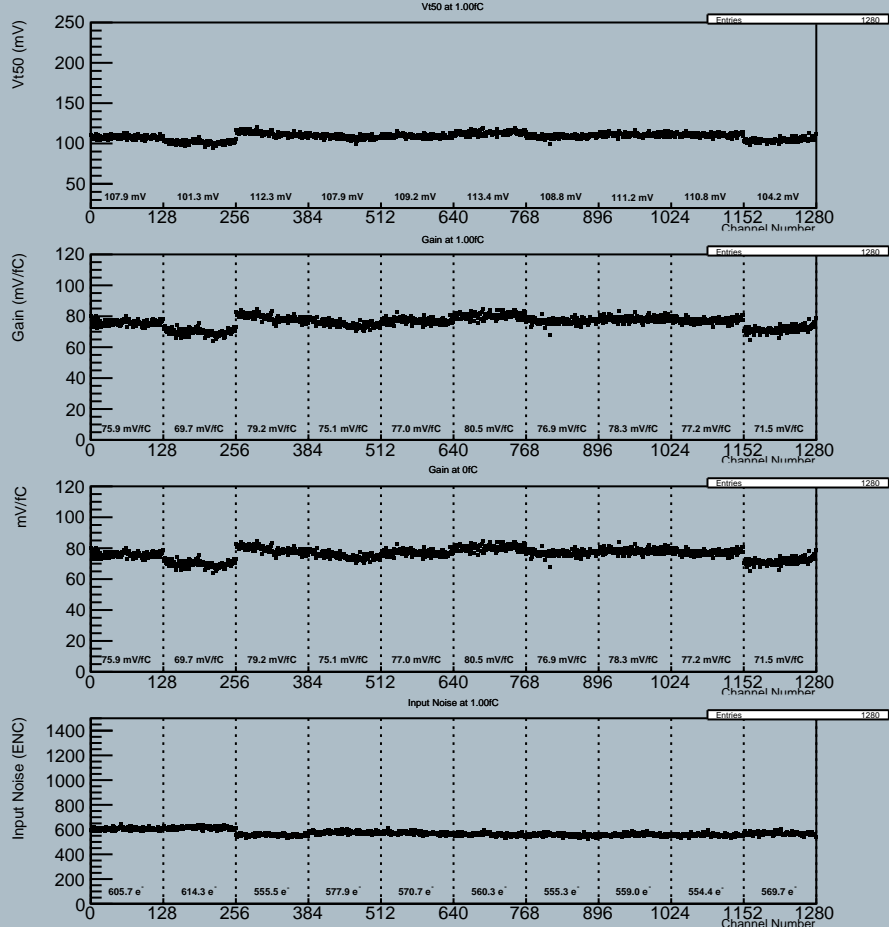 Vt50 at 1.00fC
Entries 1280
Vt50 (mV)
250
200
150
100
50
107.9 mV 101.3 mV 112.3 mV 107.9 mV 109.2 mV 113.4 mV 108.8 mV 111.2 mV 110.8 mV 104.2 mV
0 128 256 384 512 640 768 896 1024 1152 1280
Channel Number
Gain at 1.00fC
Entries 1280
Gain (mV/fC)
120
100
80
60
40
20
0
75.9 mV/fC 69.7 mV/fC 79.2 mV/fC 75.1 mV/fC 77.0 mV/fC 80.5 mV/fC 76.9 mV/fC 78.3 mV/fC 77.2 mV/fC 71.5 mV/fC
0 128 256 384 512 640 768 896 1024 1152 1280
Channel Number
Gain at 0fC
Entries 1280
mV/fC
120
100
80
60
40
20
0
75.9 mV/fC 69.7 mV/fC 79.2 mV/fC 75.1 mV/fC 77.0 mV/fC 80.5 mV/fC 76.9 mV/fC 78.3 mV/fC 77.2 mV/fC 71.5 mV/fC
0 128 256 384 512 640 768 896 1024 1152 1280
Channel Number
Input Noise at 1.00fC
Entries 1280
Input Noise (ENC)
1400
1200
1000
800
600
400
200
0
605.7 e⁻ 614.3 e⁻ 555.5 e⁻ 577.9 e⁻ 570.7 e⁻ 560.3 e⁻ 555.3 e⁻ 559.0 e⁻ 554.4 e⁻ 569.7 e⁻
0 128 256 384 512 640 768 896 1024 1152 1280
Channel Number